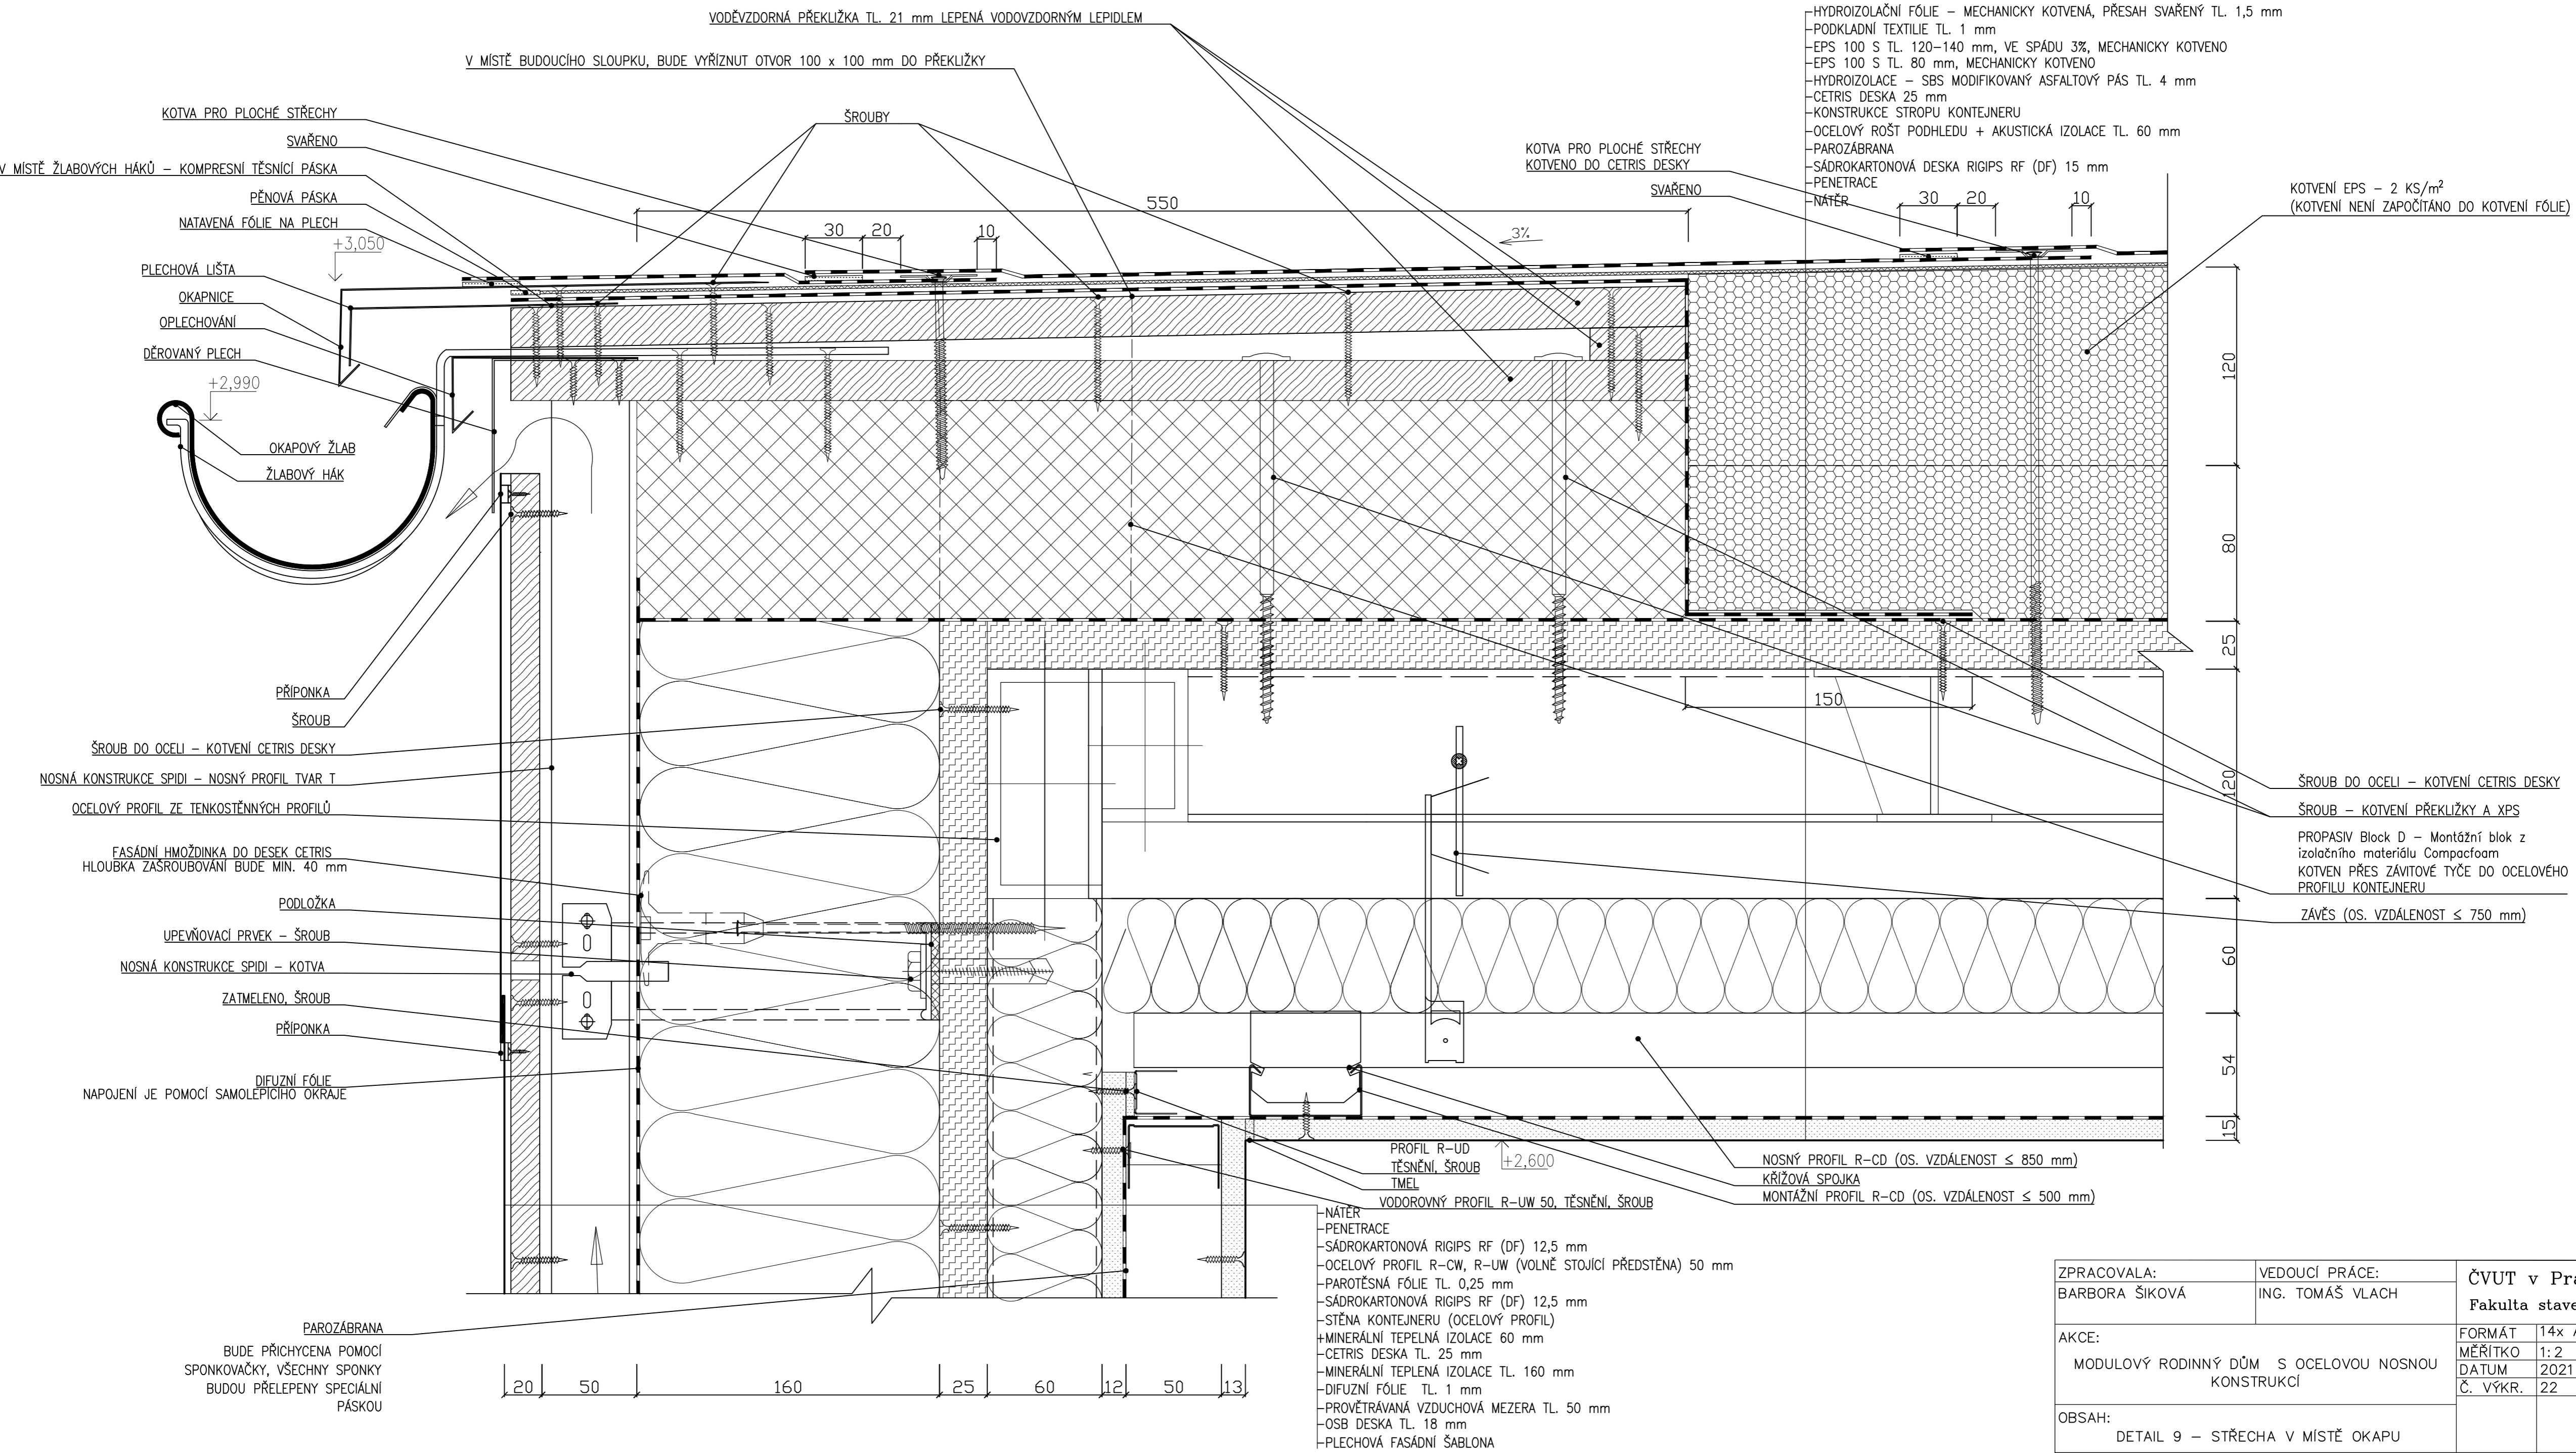 VODĚVZDORNÁ PŘEKLIŽKA TL. 21 mm LEPENÁ VODOVZDORNÝM LEPIDLEM
V MÍSTĚ BUDOUCÍHO SLOUPKU, BUDE VYŘÍZNUT OTVOR 100 x 100 mm DO PŘEKLIŽKY
KOTVA PRO PLOCHÉ STŘECHY
SVAŘENO
V MÍSTĚ ŽLABOVÝCH HÁKŮ – KOMPRESNÍ TĚSNÍCÍ PÁSKA
PĚNOVÁ PÁSKA
NATAVENÁ FÓLIE NA PLECH
+3,050
PLECHOVÁ LIŠTA
OKAPNICE
OPLECHOVÁNÍ
DĚROVANÝ PLECH
+2,990
OKAPOVÝ ŽLAB
ŽLABOVÝ HÁK
ŠROUBY
550
30 20 10
3%
HYDROIZOLAČNÍ FÓLIE – MECHANICKY KOTVENÁ, PŘESAH SVAŘENÝ TL. 1,5 mm
PODKLADNÍ TEXTILIE TL. 1 mm
EPS 100 S TL. 120–140 mm, VE SPÁDU 3%, MECHANICKY KOTVENO
EPS 100 S TL. 80 mm, MECHANICKY KOTVENO
HYDROIZOLACE – SBS MODIFIKOVANÝ ASFALTOVÝ PÁS TL. 4 mm
CETRIS DESKA 25 mm
KONSTRUKCE STROPU KONTEJNERU
OCELOVÝ ROŠT PODHLEDU + AKUSTICKÁ IZOLACE TL. 60 mm
PAROZÁBRANA
SÁDROKARTONOVÁ DESKA RIGIPS RF (DF) 15 mm
PENETRACE
NÁTĚR
KOTVA PRO PLOCHÉ STŘECHY
KOTVENO DO CETRIS DESKY
SVAŘENO
30 20 10
KOTVENÍ EPS – 2 KS/m²
(KOTVENÍ NENÍ ZAPOČÍTÁNO DO KOTVENÍ FÓLIE)
120
80
25
120
60
54
15
150
PŘÍPONKA
ŠROUB
ŠROUB DO OCELI – KOTVENÍ CETRIS DESKY
NOSNÁ KONSTRUKCE SPIDI – NOSNÝ PROFIL TVAR T
OCELOVÝ PROFIL ZE TENKOSTĚNNÝCH PROFILŮ
FASÁDNÍ HMOŽDINKA DO DESEK CETRIS
HLOUBKA ZAŠROUBOVÁNÍ BUDE MIN. 40 mm
PODLOŽKA
UPEVŇOVACÍ PRVEK – ŠROUB
NOSNÁ KONSTRUKCE SPIDI – KOTVA
ZATMELENO, ŠROUB
PŘÍPONKA
DIFUZNÍ FÓLIE
NAPOJENÍ JE POMOCÍ SAMOLEPÍCÍHO OKRAJE
PAROZÁBRANA
BUDE PŘICHYCENA POMOCÍ
SPONKOVAČKY, VŠECHNY SPONKY
BUDOU PŘELEPENY SPECIÁLNÍ
PÁSKOU
ŠROUB DO OCELI – KOTVENÍ CETRIS DESKY
ŠROUB – KOTVENÍ PŘEKLIŽKY A XPS
PROPASIV Block D – Montážní blok z
izolačního materiálu Compacfoam
KOTVEN PŘES ZÁVITOVÉ TYČE DO OCELOVÉHO
PROFILU KONTEJNERU
ZÁVĚS (OS. VZDÁLENOST ≤ 750 mm)
PROFIL R–UD
TĚSNĚNÍ, ŠROUB
TMEL
VODOROVNÝ PROFIL R–UW 50, TĚSNĚNÍ, ŠROUB
+2,600
NOSNÝ PROFIL R–CD (OS. VZDÁLENOST ≤ 850 mm)
KŘÍŽOVÁ SPOJKA
MONTÁŽNÍ PROFIL R–CD (OS. VZDÁLENOST ≤ 500 mm)
NÁTĚR
PENETRACE
SÁDROKARTONOVÁ RIGIPS RF (DF) 12,5 mm
OCELOVÝ PROFIL R–CW, R–UW (VOLNĚ STOJÍCÍ PŘEDSTĚNA) 50 mm
PAROTĚSNÁ FÓLIE TL. 0,25 mm
SÁDROKARTONOVÁ RIGIPS RF (DF) 12,5 mm
STĚNA KONTEJNERU (OCELOVÝ PROFIL)
MINERÁLNÍ TEPELNÁ IZOLACE 60 mm
CETRIS DESKA TL. 25 mm
MINERÁLNÍ TEPLENÁ IZOLACE TL. 160 mm
DIFUZNÍ FÓLIE TL. 1 mm
PROVĚTRÁVANÁ VZDUCHOVÁ MEZERA TL. 50 mm
OSB DESKA TL. 18 mm
PLECHOVÁ FASÁDNÍ ŠABLONA
20 50 160 25 60 12 50 13
ZPRACOVALA:
BARBORA ŠIKOVÁ
VEDOUCÍ PRÁCE:
ING. TOMÁŠ VLACH
ČVUT v Pra
Fakulta stave
AKCE:
MODULOVÝ RODINNÝ DŮM S OCELOVOU NOSNOU
KONSTRUKCÍ
FORMÁT 14x
MĚŘÍTKO 1:2
DATUM 2021
Č. VÝKR. 22
OBSAH:
DETAIL 9 – STŘECHA V MÍSTĚ OKAPU